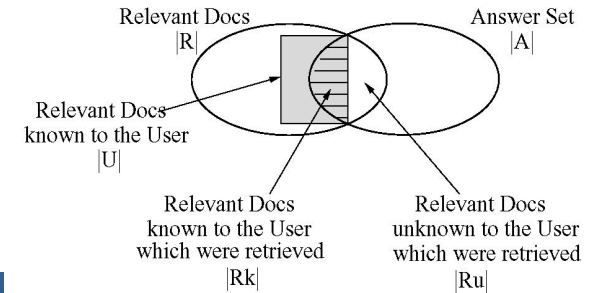 Relevant Docs
|R|
Answer Set
|A|
Relevant Docs
known to the User
|U|
Relevant Docs
known to the User
which were retrieved
|Rk|
Relevant Docs
unknown to the User
which were retrieved
|Ru|